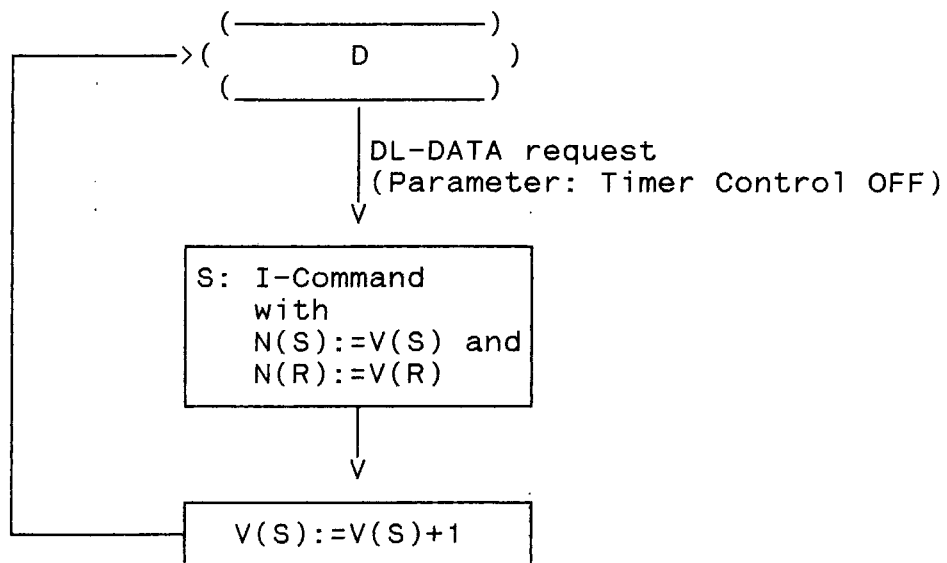 D
DL-DATA request
(Parameter: Timer Control OFF)
S: I-Command
with
N(S):=V(S) and
N(R):=V(R)
V(S):=V(S)+1